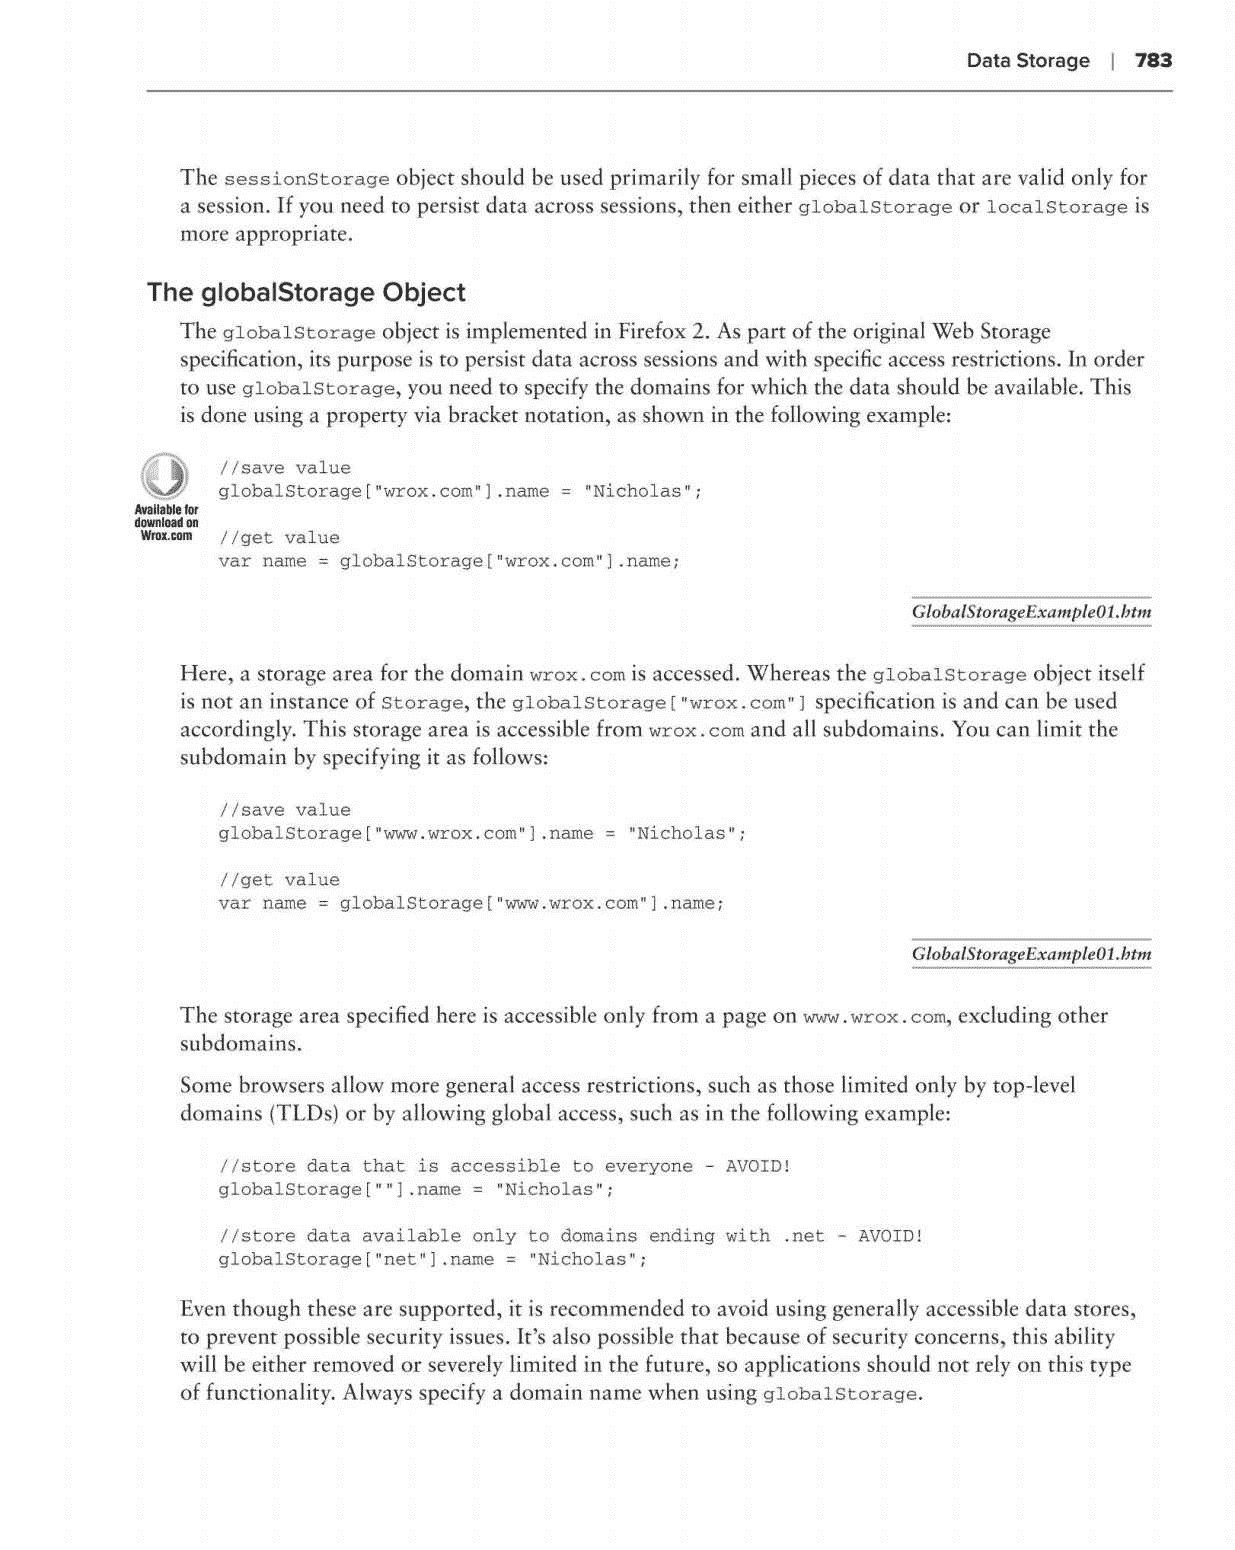 Data Storage | 783
The sessionStorage object should be used primarily for small pieces of data that are valid only for
a session. If you need to persist data across sessions, then either globalStorage or localStorage is
more appropriate.
The globalStorage Object
The globalStorage object is implemented in Firefox 2. As part of the original Web Storage
specification, its purpose is to persist data across sessions and with specific access restrictions. In order
to use globalStorage, you need to specify the domains for which the data should be available. This
is done using a property via bracket notation, as shown in the following example:
//save value
globalStorage["wrox.com"].name = "Nicholas";
Available for
download on
Wrox.com
//get value
var name = globalStorage["wrox.com"].name;
GlobalStorageExample01.htm
Here, a storage area for the domain wrox.com is accessed. Whereas the globalStorage object itself
is not an instance of Storage, the globalStorage["wrox.com"] specification is and can be used
accordingly. This storage area is accessible from wrox.com and all subdomains. You can limit the
subdomain by specifying it as follows:
//save value
globalStorage["www.wrox.com"].name = "Nicholas";
//get value
var name = globalStorage["www.wrox.com"].name;
GlobalStorageExample01.htm
The storage area specified here is accessible only from a page on www.wrox.com, excluding other
subdomains.
Some browsers allow more general access restrictions, such as those limited only by top-level
domains (TLDs) or by allowing global access, such as in the following example:
//store data that is accessible to everyone - AVOID!
globalStorage[""].name = "Nicholas";
//store data available only to domains ending with .net - AVOID!
globalStorage["net"].name = "Nicholas";
Even though these are supported, it is recommended to avoid using generally accessible data stores,
to prevent possible security issues. It's also possible that because of security concerns, this ability
will be either removed or severely limited in the future, so applications should not rely on this type
of functionality. Always specify a domain name when using globalStorage.